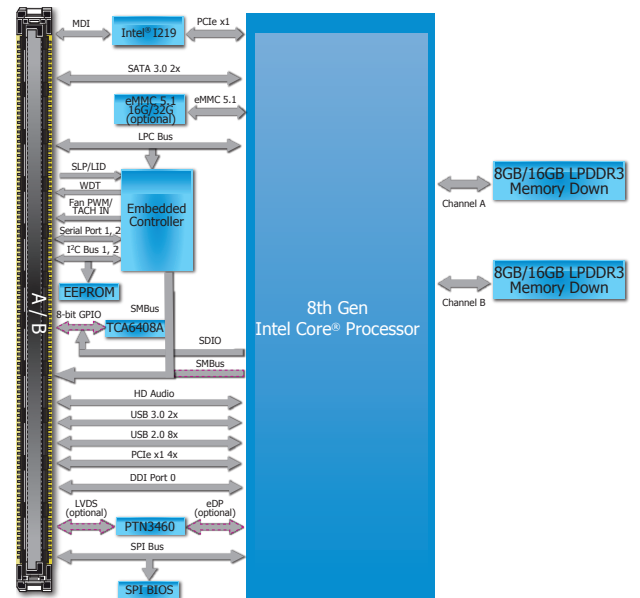 MDI
Intel® I219
PCIe x1
SATA 3.0 2x
eMMC 5.1
16G/32G
(optional)
eMMC 5.1
LPC Bus
SLP/LID
WDT
Fan PWM/
TACH IN
Serial Port 1, 2
I²C Bus 1, 2
Embedded
Controller
EEPROM
SMBus
8-bit GPIO
TCA6408A
SDIO
SMBus
HD Audio
USB 3.0 2x
USB 2.0 8x
PCIe x1 4x
DDI Port 0
LVDS
(optional)
PTN3460
eDP
(optional)
SPI Bus
SPI BIOS
A / B
8th Gen
Intel Core® Processor
Channel A
8GB/16GB LPDDR3
Memory Down
Channel B
8GB/16GB LPDDR3
Memory Down